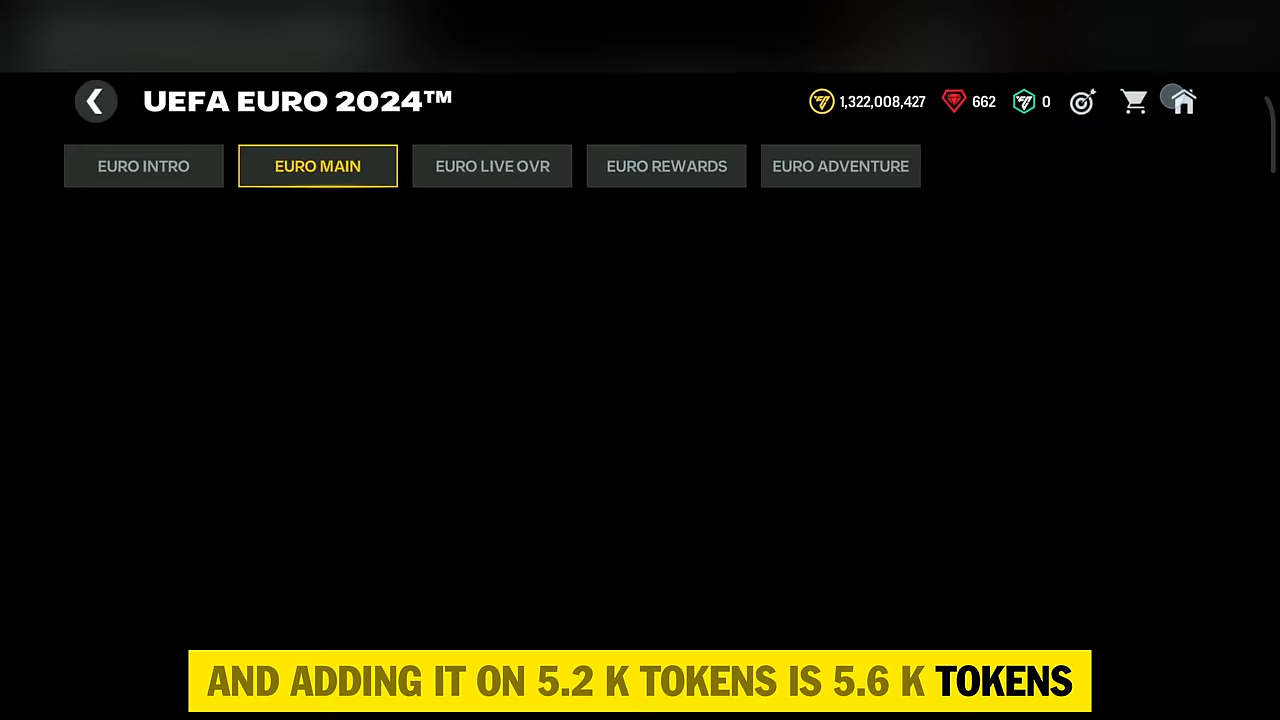 UEFA EURO 2024™ 1,322,008,427 662 0
EURO INTRO EURO MAIN EURO LIVE OVR EURO REWARDS EURO ADVENTURE
AND ADDING IT ON 5.2 K TOKENS IS 5.6 K TOKENS